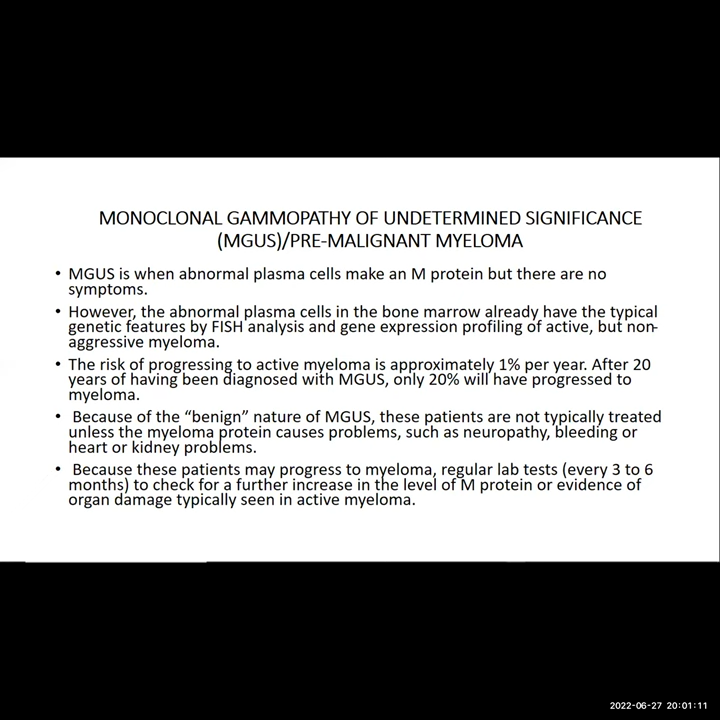 MONOCLONAL GAMMOPATHY OF UNDETERMINED SIGNIFICANCE
(MGUS)/PRE-MALIGNANT MYELOMA
• MGUS is when abnormal plasma cells make an M protein but there are no
symptoms.
• However, the abnormal plasma cells in the bone marrow already have the typical
genetic features by FISH analysis and gene expression profiling of active, but non-
aggressive myeloma.
• The risk of progressing to active myeloma is approximately 1% per year. After 20
years of having been diagnosed with MGUS, only 20% will have progressed to
myeloma.
• Because of the “benign” nature of MGUS, these patients are not typically treated
unless the myeloma protein causes problems, such as neuropathy, bleeding or
heart or kidney problems.
• Because these patients may progress to myeloma, regular lab tests (every 3 to 6
months) to check for a further increase in the level of M protein or evidence of
organ damage typically seen in active myeloma.
2022-06-27 20:01:11